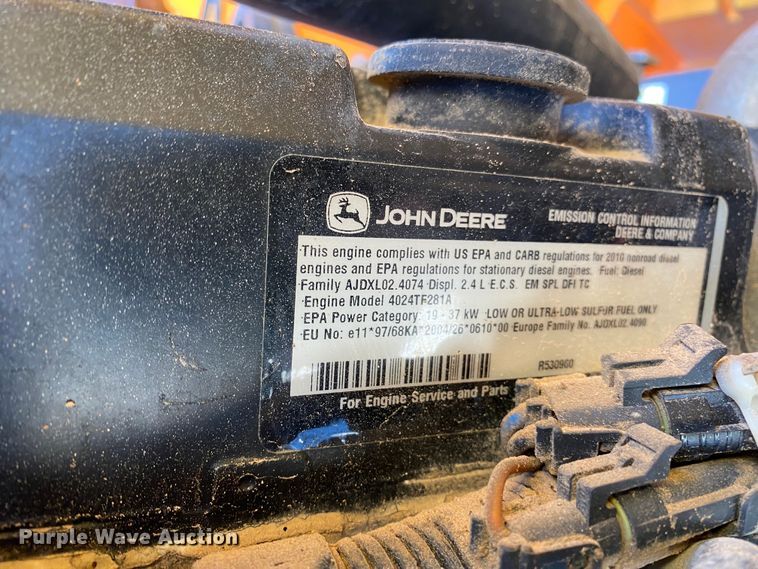 JOHN DEERE
EMISSION CONTROL INFORMATION
DEERE & COMPANY
This engine complies with US EPA and CARB regulations for 2010 nonroad diesel
engines and EPA regulations for stationary diesel engines. Fuel: Diesel
Family AJDXL02.4074 Displ. 2.4 L E.C.S. EM SPL DFI TC
Engine Model 4024TF281A
EPA Power Category: 19 - 37 kW LOW OR ULTRA-LOW SULFUR FUEL ONLY
EU No: e11*97/68KA*2004/26*0610*00 Europe Family No. AJDXL02.4090
R530960
For Engine Service and Parts
Purple Wave Auction